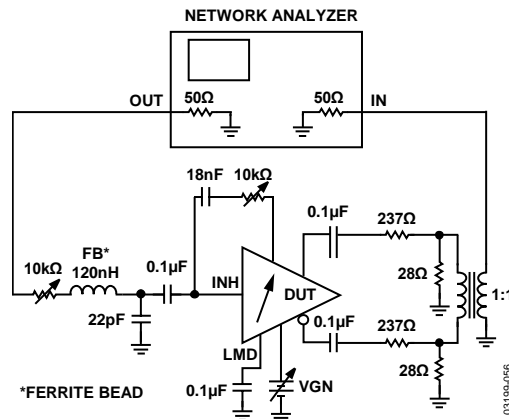 NETWORK ANALYZER
OUT
50Ω
50Ω
IN
18nF
10kΩ
0.1µF
237Ω
FB*
120nH
10kΩ
0.1µF
INH
DUT
28Ω
1:1
22pF
0.1µF
237Ω
LMD
28Ω
*FERRITE BEAD
0.1µF
VGN
03199-056